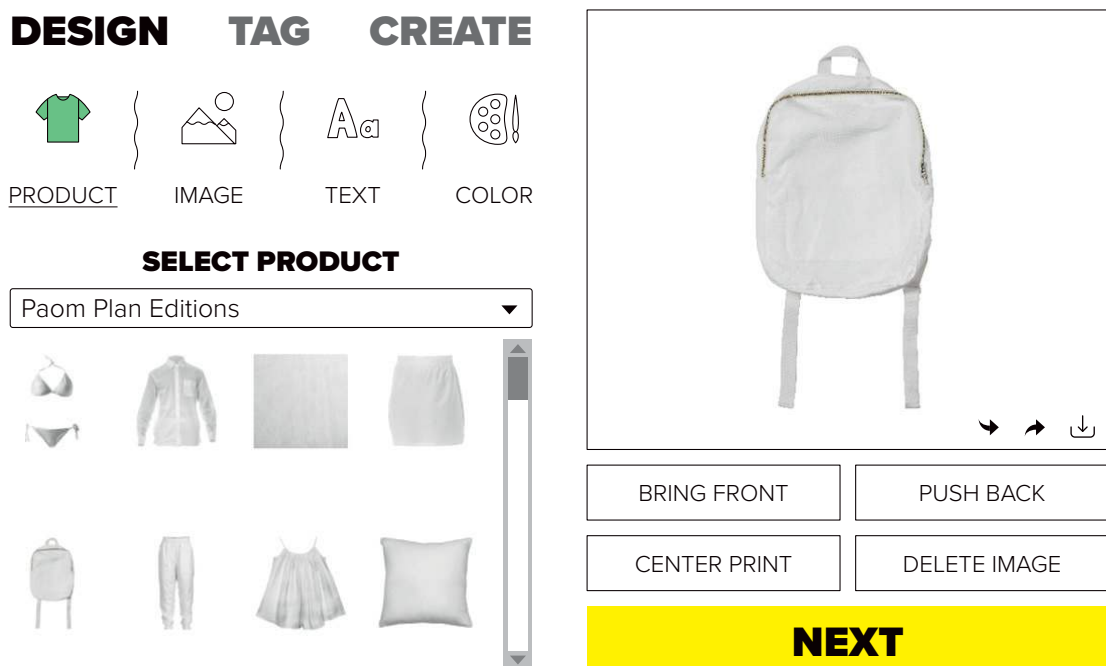 DESIGN TAG CREATE
Aa
PRODUCT IMAGE TEXT COLOR
SELECT PRODUCT
Paom Plan Editions
BRING FRONT PUSH BACK
CENTER PRINT DELETE IMAGE
NEXT